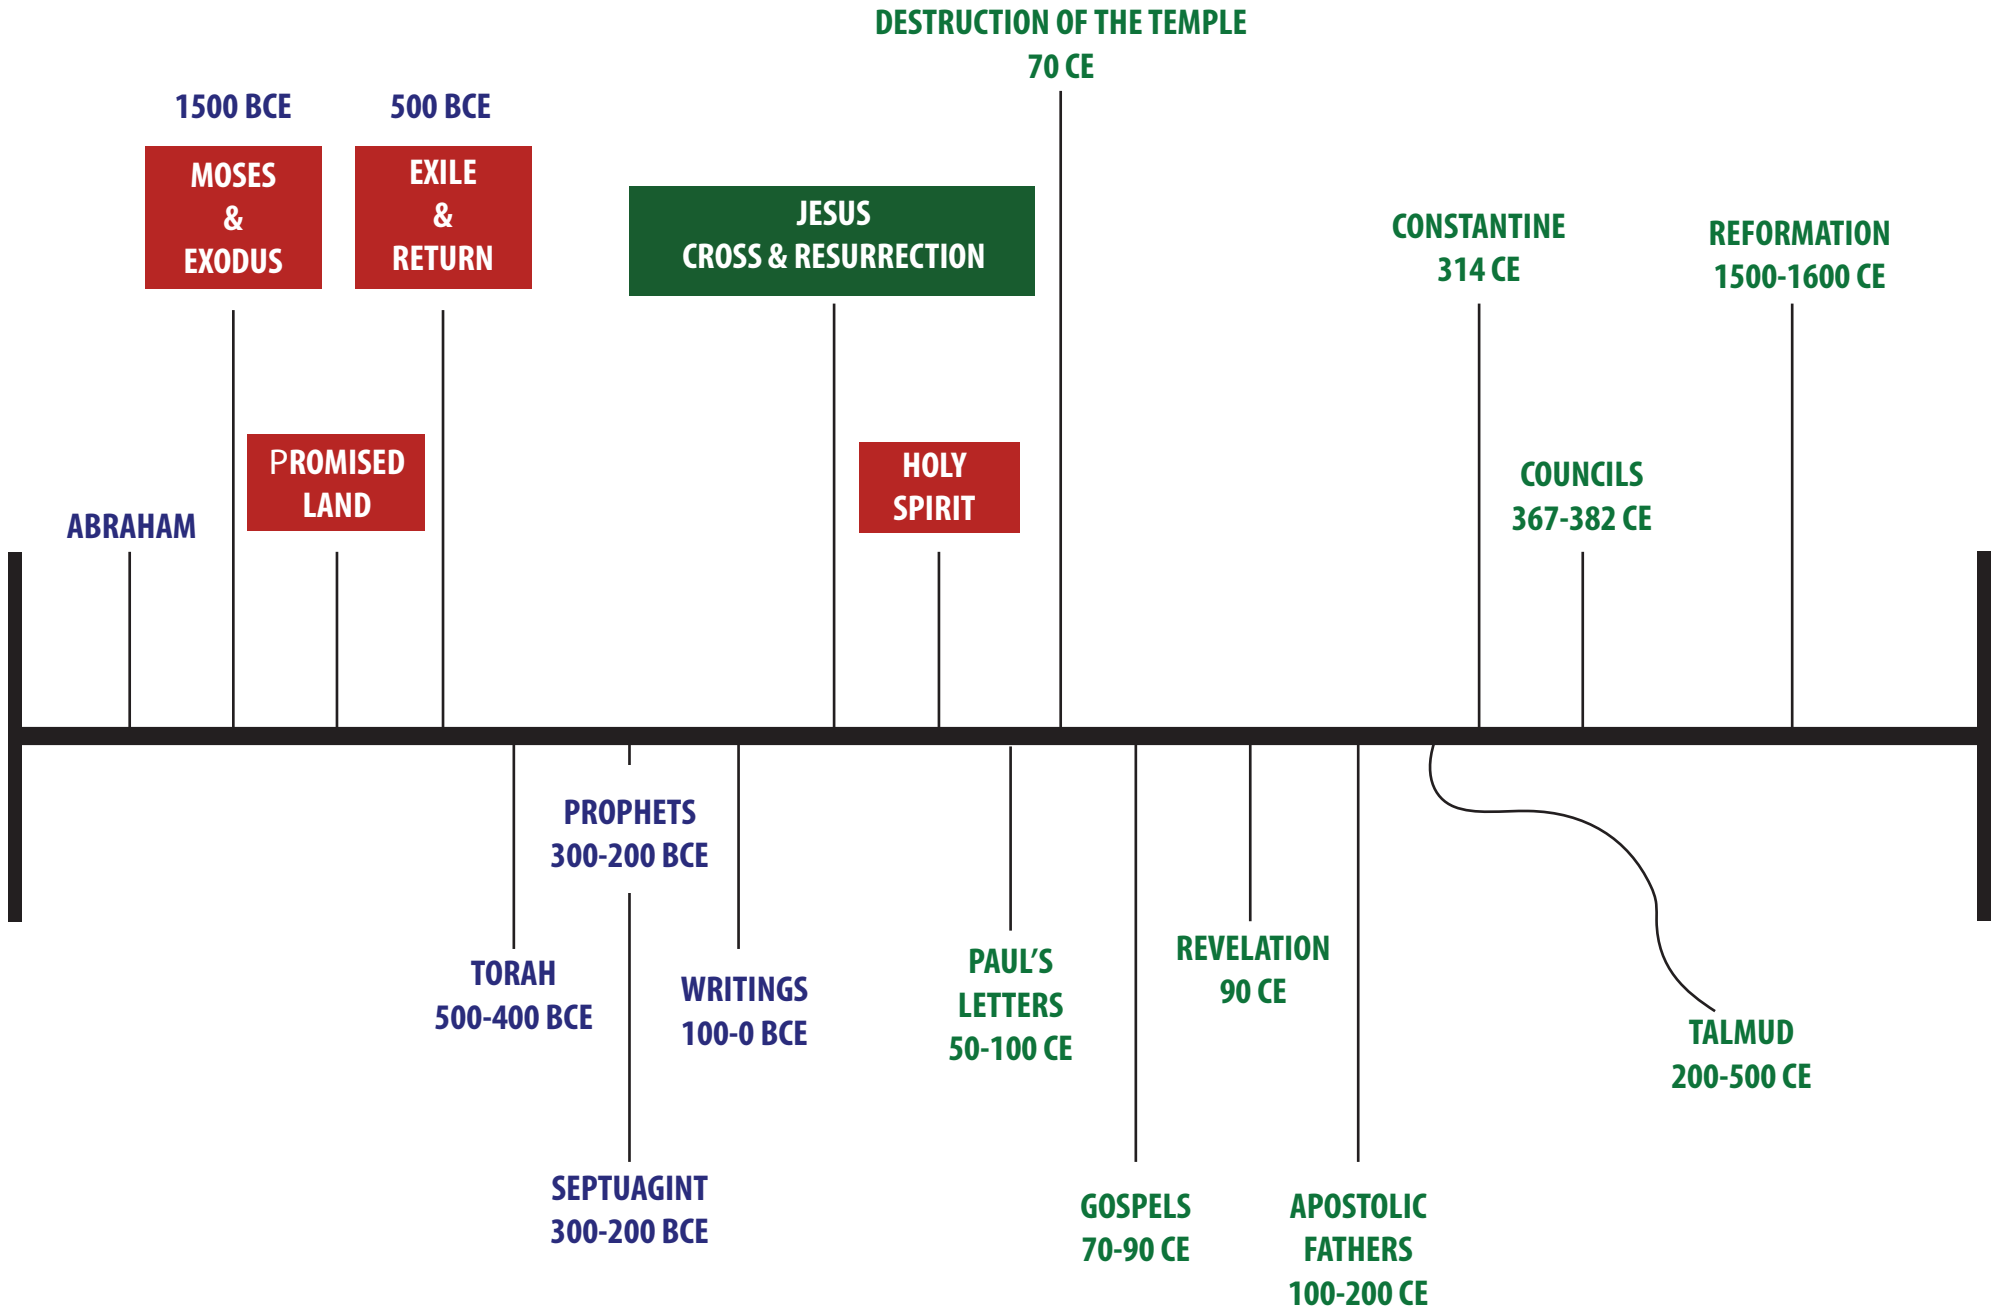 DESTRUCTION OF THE TEMPLE
70 CE
1500 BCE
MOSES
&
EXODUS
500 BCE
EXILE
&
RETURN
JESUS
CROSS & RESURRECTION
CONSTANTINE
314 CE
REFORMATION
1500-1600 CE
ABRAHAM
PROMISED
LAND
HOLY
SPIRIT
COUNCILS
367-382 CE
PROPHETS
300-200 BCE
TORAH
500-400 BCE
WRITINGS
100-0 BCE
PAUL’S
LETTERS
50-100 CE
REVELATION
90 CE
TALMUD
200-500 CE
SEPTUAGINT
300-200 BCE
GOSPELS
70-90 CE
APOSTOLIC
FATHERS
100-200 CE